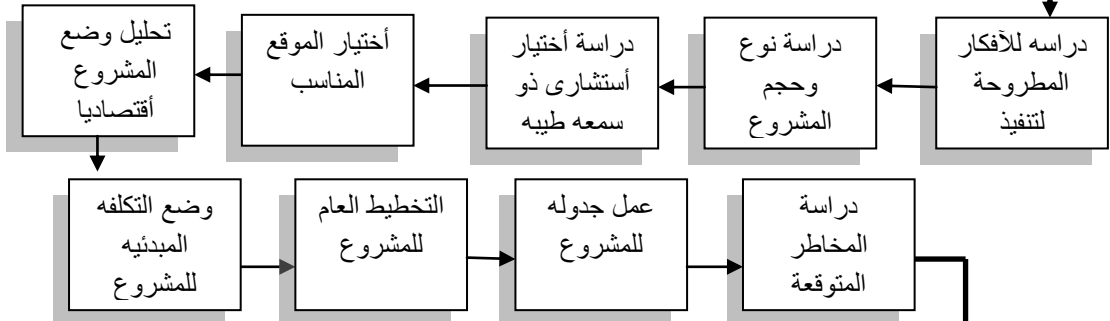 دراسه للآفكار
المطروحة
لتنفيذ
دراسة نوع
وحجم
المشروع
دراسة أختيار
أستشارى ذو
سمعه طيبه
أختيار الموقع
المناسب
تحليل وضع
المشروع
أقتصاديا
وضع التكلفه
المبدئيه
للمشروع
التخطيط العام
للمشروع
عمل جدوله
للمشروع
دراسة
المخاطر
المتوقعة